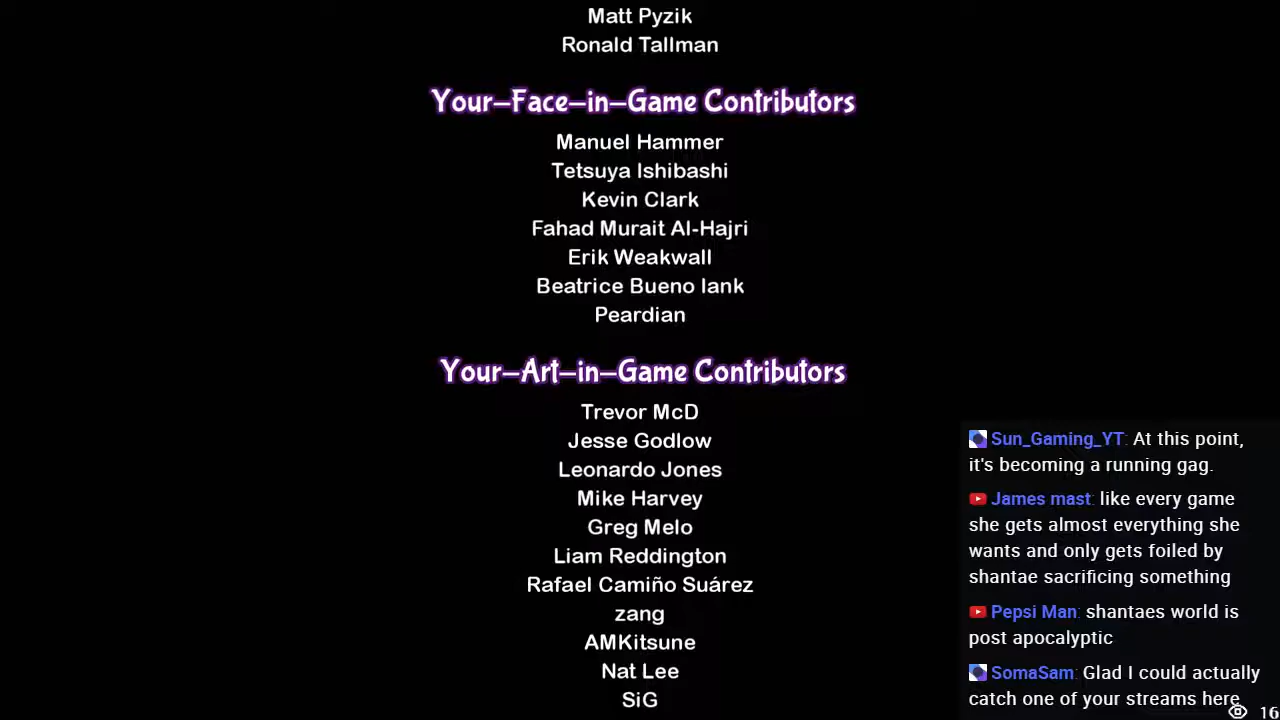 Matt Pyzik
Ronald Tallman
Your-Face-in-Game Contributors
Manuel Hammer
Tetsuya Ishibashi
Kevin Clark
Fahad Murait Al-Hajri
Erik Weakwall
Beatrice Bueno Iank
Peardian
Your-Art-in-Game Contributors
Trevor McD
Jesse Godlow
Leonardo Jones
Mike Harvey
Greg Melo
Liam Reddington
Rafael Camiño Suárez
zang
AMKitsune
Nat Lee
SiG
Sun_Gaming_YT: At this point,
it's becoming a running gag.
James mast: like every game
she gets almost everything she
wants and only gets foiled by
shantae sacrificing something
Pepsi Man: shantaes world is
post apocalyptic
SomaSam: Glad I could actually
catch one of your streams here.
16